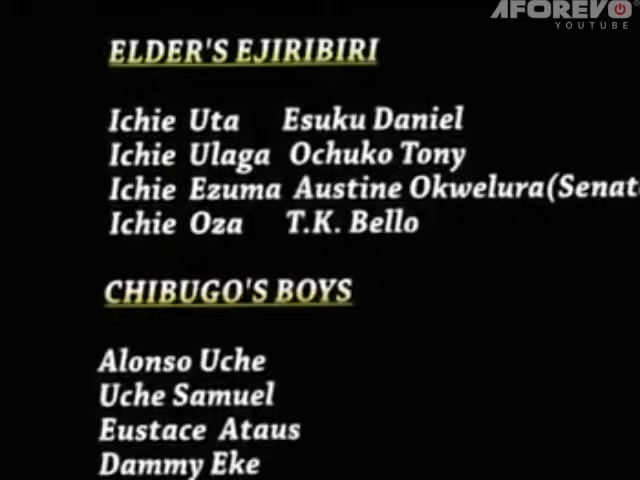 AFOREVO
YOUTUBE
ELDER'S EJIRIBIRI
Ichie Uta Esuku Daniel
Ichie Ulaga Ochuko Tony
Ichie Ezuma Austine Okwelura(Senat
Ichie Oza T.K. Bello
CHIBUGO'S BOYS
Alonso Uche
Uche Samuel
Eustace Ataus
Dammy Eke